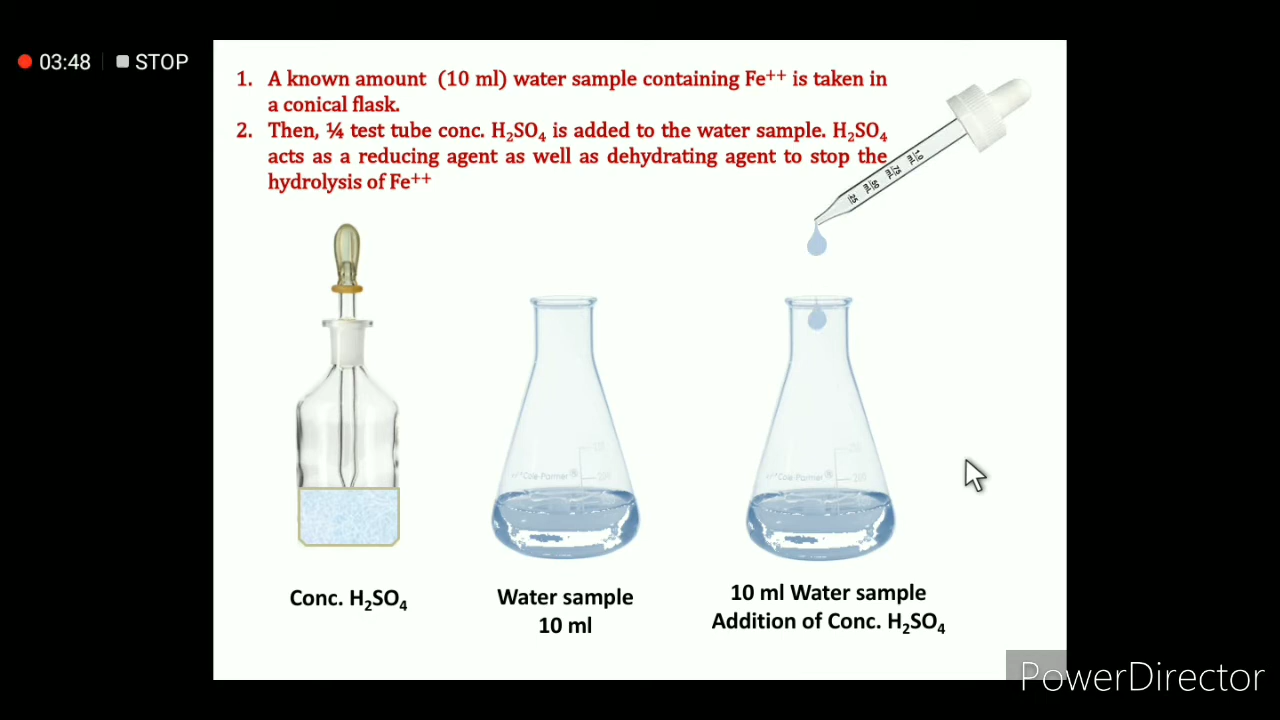 03:48 STOP
1. A known amount (10 ml) water sample containing Fe⁺⁺ is taken in
a conical flask.
2. Then, ¼ test tube conc. H₂SO₄ is added to the water sample. H₂SO₄
acts as a reducing agent as well as dehydrating agent to stop the
hydrolysis of Fe⁺⁺
Conc. H₂SO₄
Water sample
10 ml
10 ml Water sample
Addition of Conc. H₂SO₄
PowerDirector